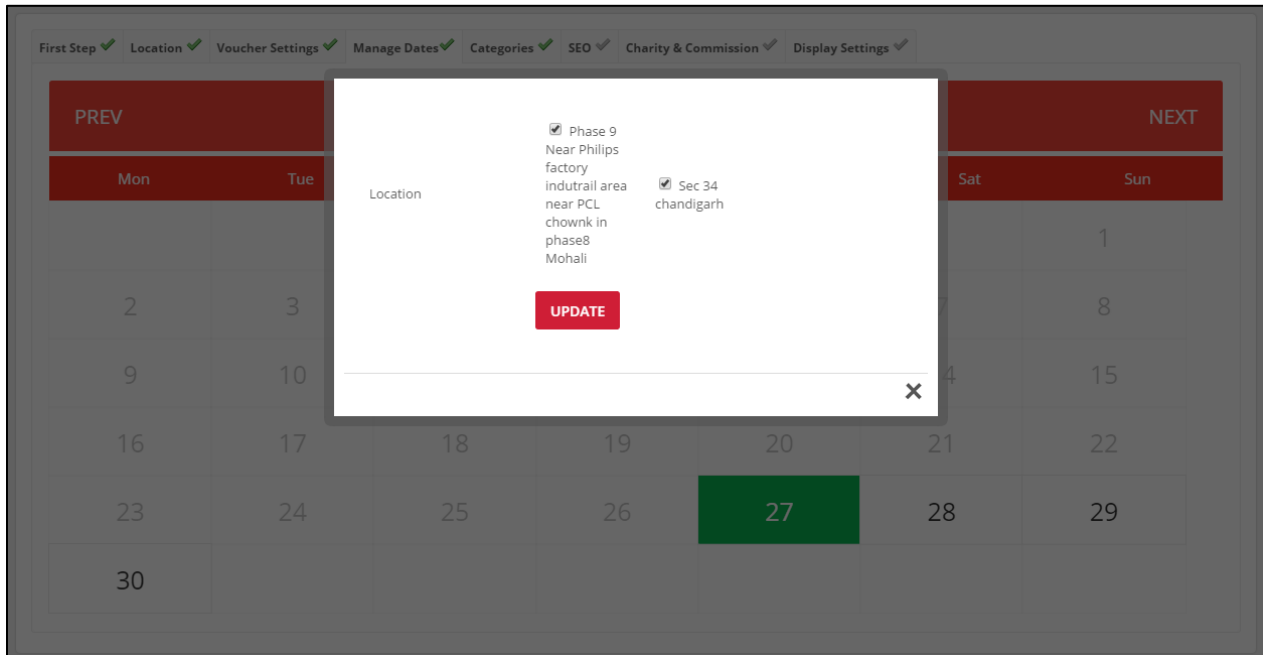 First Step Location Voucher Settings Manage Dates Categories SEO Charity & Commission Display Settings
PREV NEXT
Mon Tue Sat Sun
Location
Phase 9
Near Philips
factory
indutrail area
near PCL
chownk in
phase8
Mohali
Sec 34
chandigarh
UPDATE
1
2 3 7 8
9 10 4 15
16 17 18 19 20 21 22
23 24 25 26 27 28 29
30